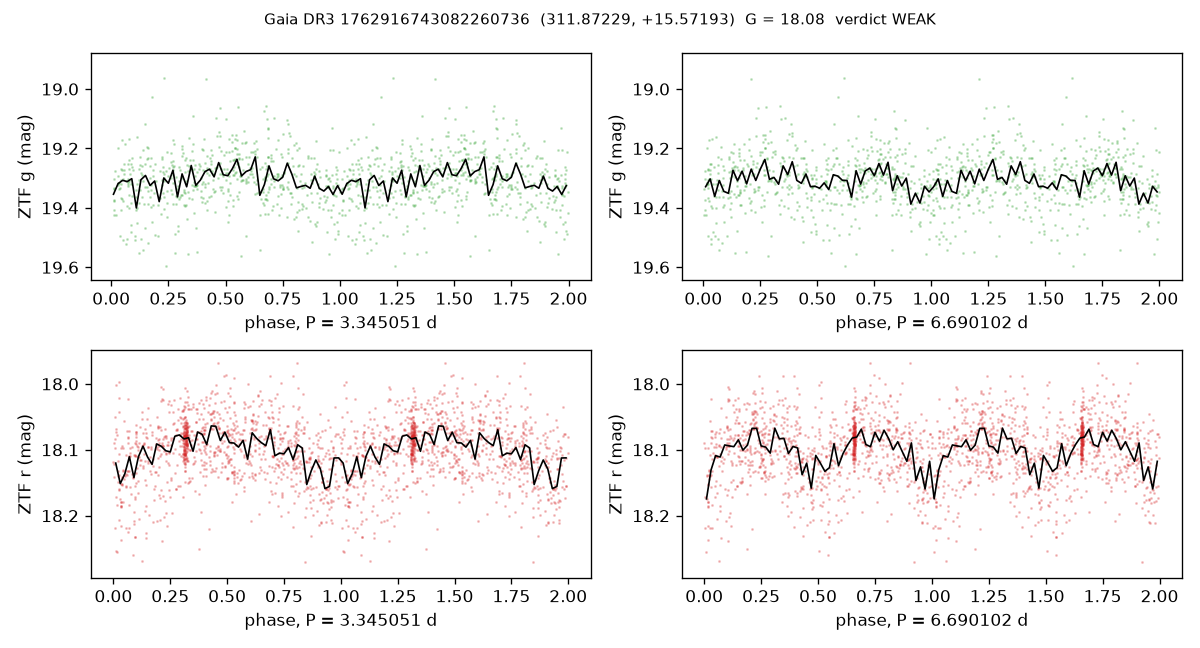 Gaia DR3 1762916743082260736 (311.87229, +15.57193) G = 18.08 verdict WEAK
ZTF g (mag)
19.0
19.2
19.4
19.6
0.00 0.25 0.50 0.75 1.00 1.25 1.50 1.75 2.00
phase, P = 3.345051 d
ZTF g (mag)
19.0
19.2
19.4
19.6
0.00 0.25 0.50 0.75 1.00 1.25 1.50 1.75 2.00
phase, P = 6.690102 d
ZTF r (mag)
18.0
18.1
18.2
0.00 0.25 0.50 0.75 1.00 1.25 1.50 1.75 2.00
phase, P = 3.345051 d
ZTF r (mag)
18.0
18.1
18.2
0.00 0.25 0.50 0.75 1.00 1.25 1.50 1.75 2.00
phase, P = 6.690102 d